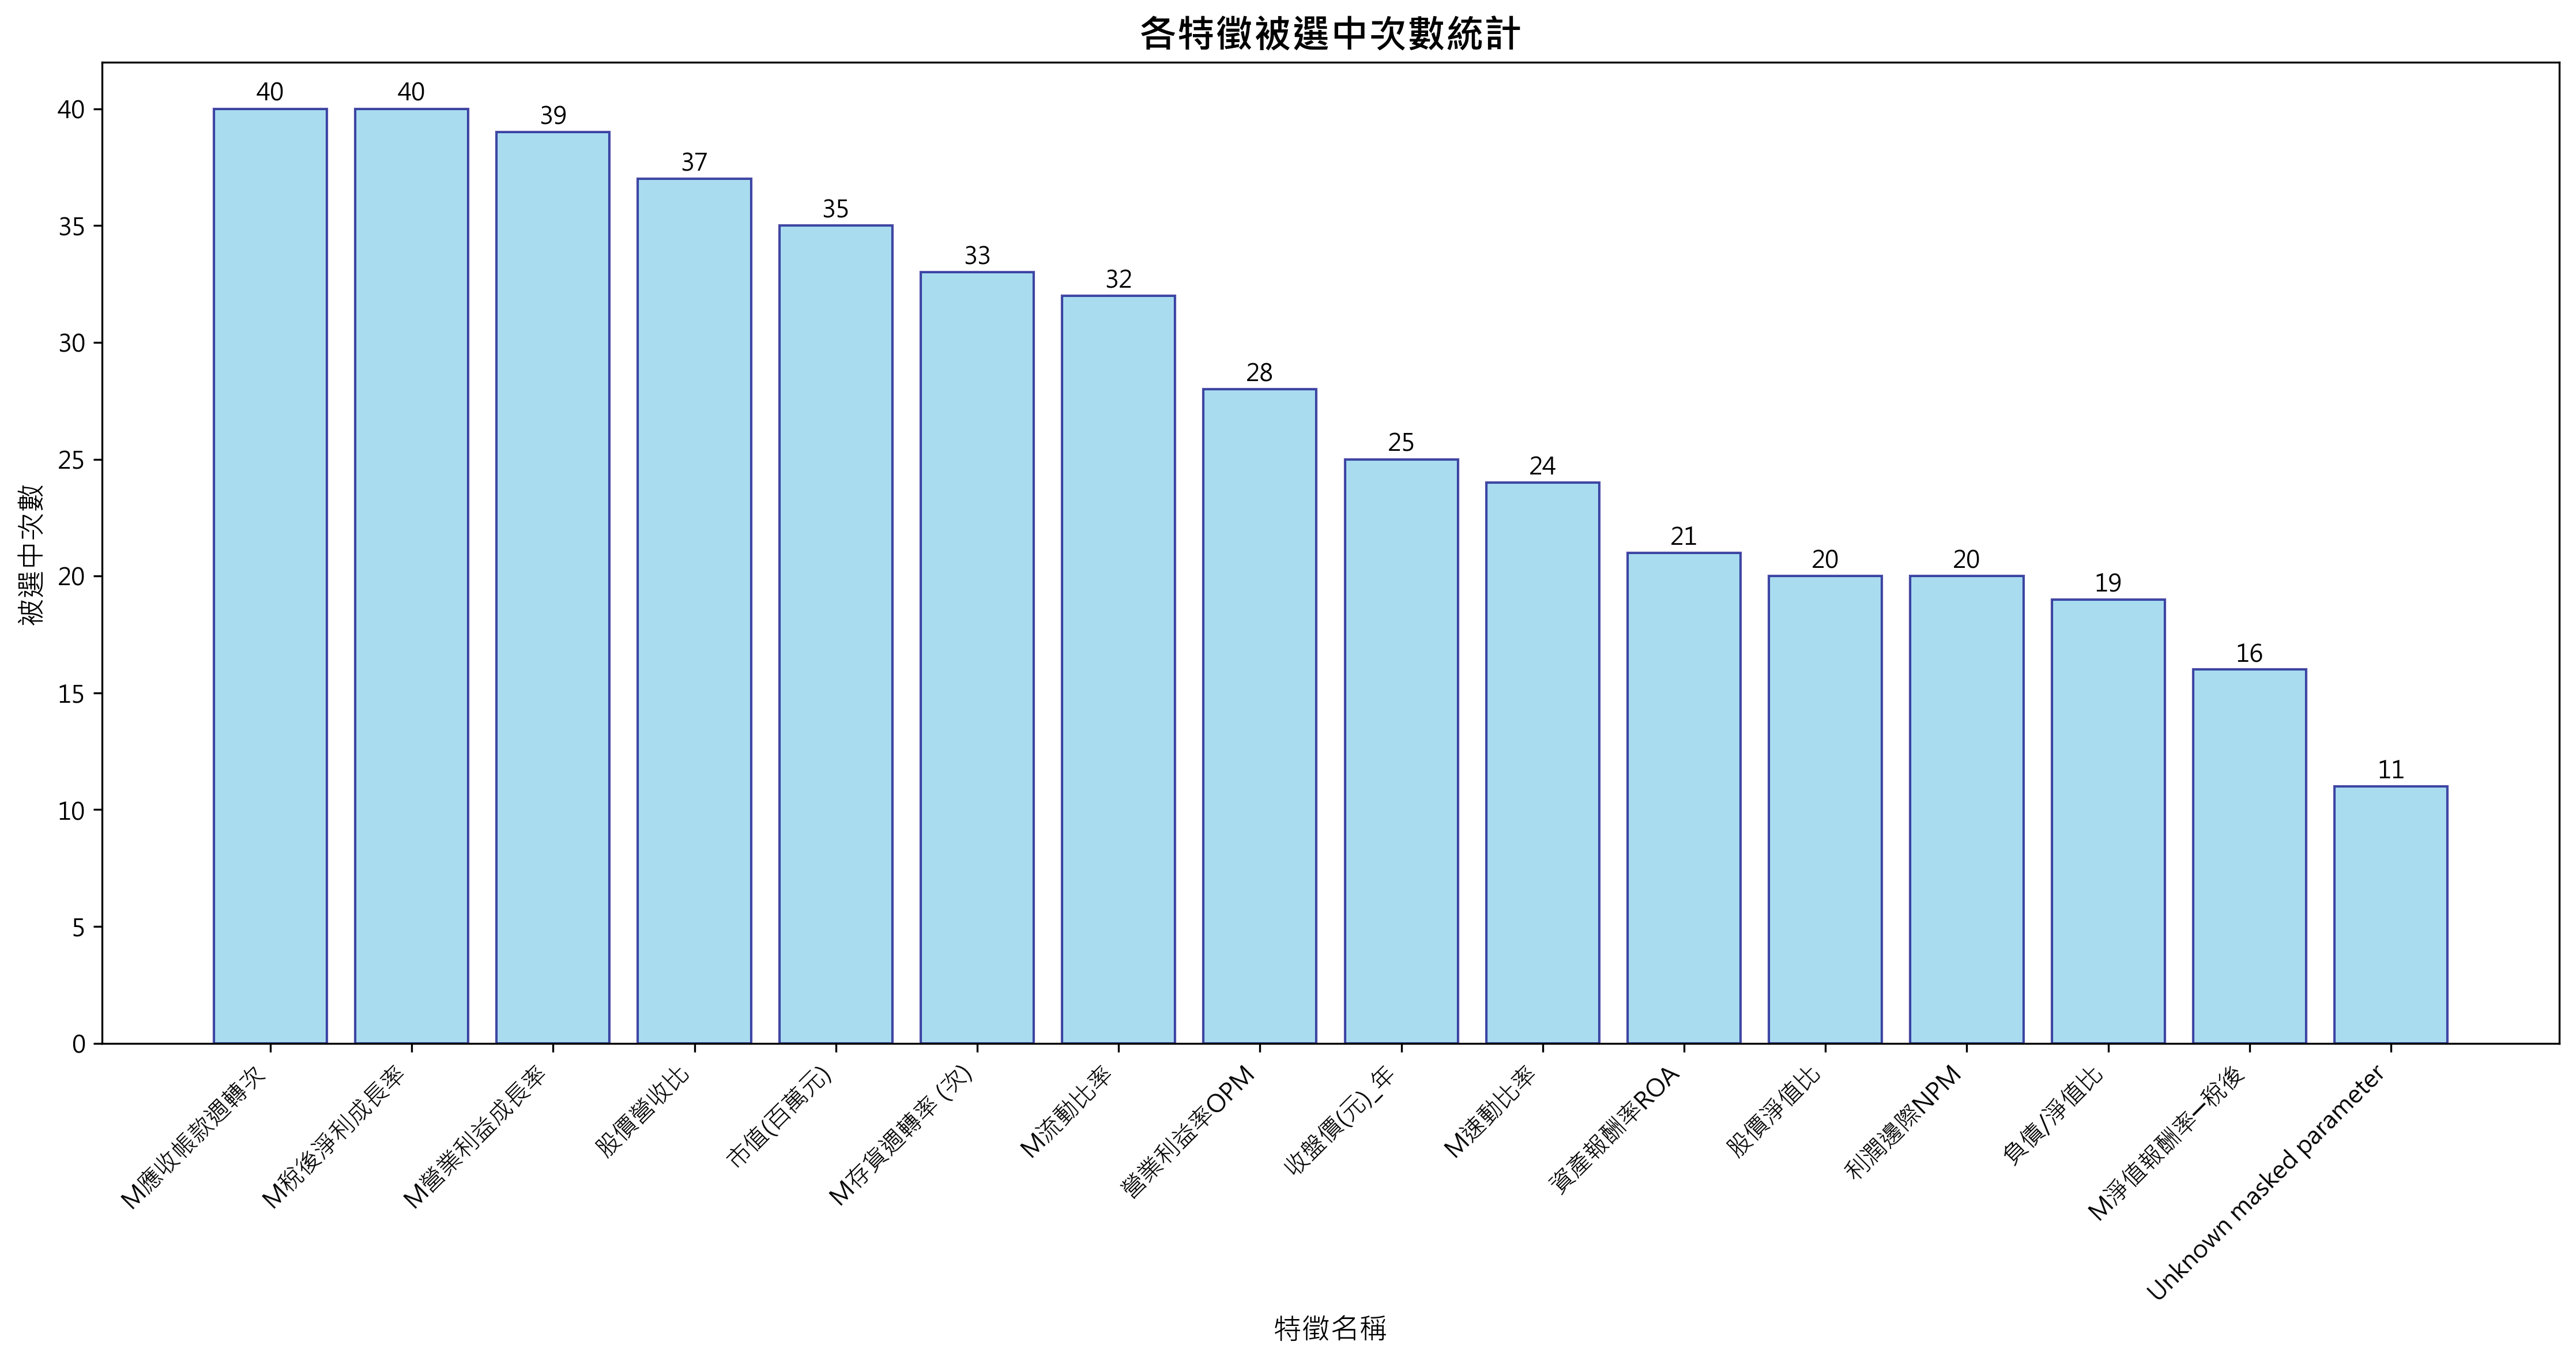 各特徵被選中次數統計
被選中次數
40
35
30
25
20
15
10
5
0
40
40
39
37
35
33
32
28
25
24
21
20
20
19
16
11
M應收帳款週轉次
M稅後淨利成長率
M營業利益成長率
股價營收比
市值(百萬元)
M存貨週轉率 (次)
M流動比率
營業利益率OPM
收盤價(元)_年
M速動比率
資產報酬率ROA
股價淨值比
利潤邊際NPM
負債/淨值比
M淨值報酬率─稅後
Unknown masked parameter
特徵名稱